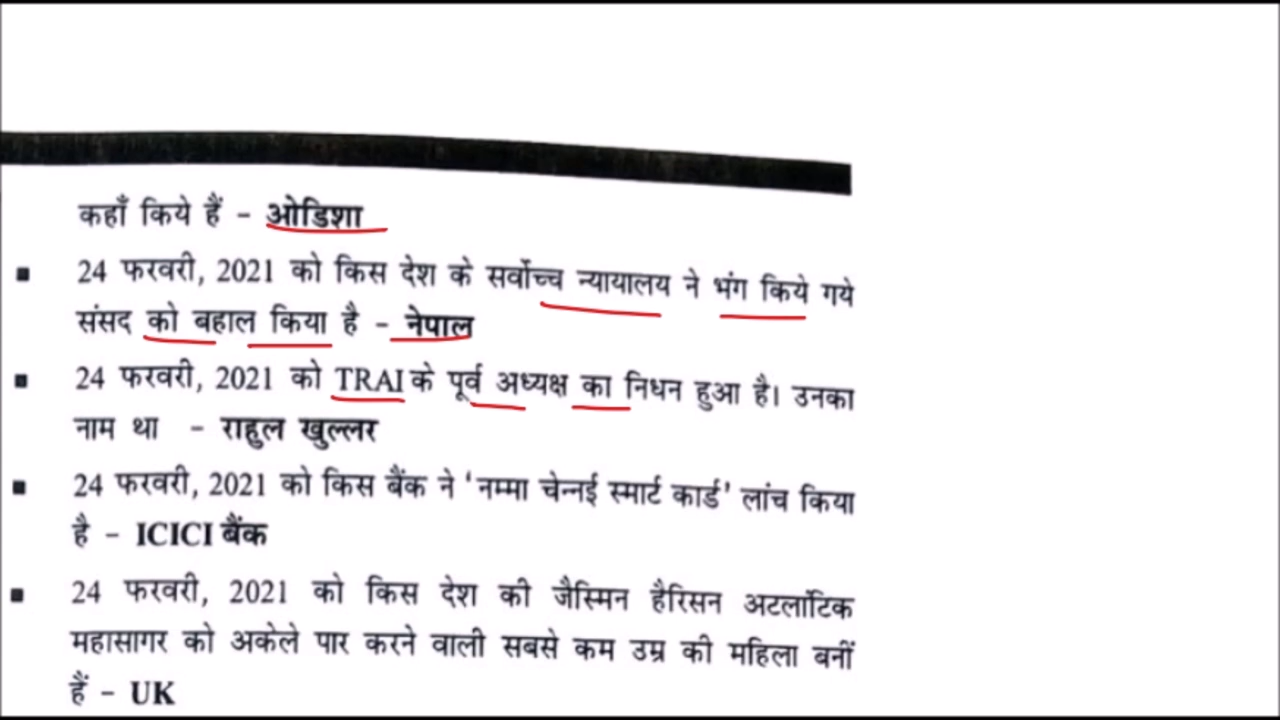 कहाँ किये हैं - ओडिशा
▪ 24 फरवरी, 2021 को किस देश के सर्वोच्च न्यायालय ने भंग किये गये
संसद को बहाल किया है - नेपाल
▪ 24 फरवरी, 2021 को TRAI के पूर्व अध्यक्ष का निधन हुआ है। उनका
नाम था - राहुल खुल्लर
▪ 24 फरवरी, 2021 को किस बैंक ने 'नम्मा चेन्नई स्मार्ट कार्ड' लांच किया
है - ICICI बैंक
▪ 24 फरवरी, 2021 को किस देश की जैस्मिन हैरिसन अटलांटिक
महासागर को अकेले पार करने वाली सबसे कम उम्र की महिला बनीं
हैं - UK